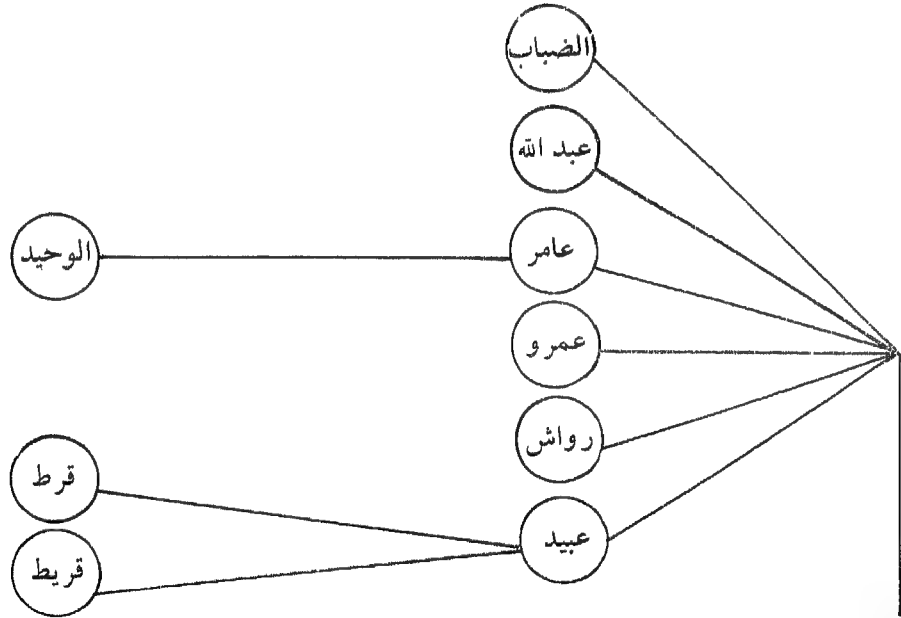 الضباب
عبد الله
عامر
الوحيد
عمرو
رواش
عبيد
قرط
قريط